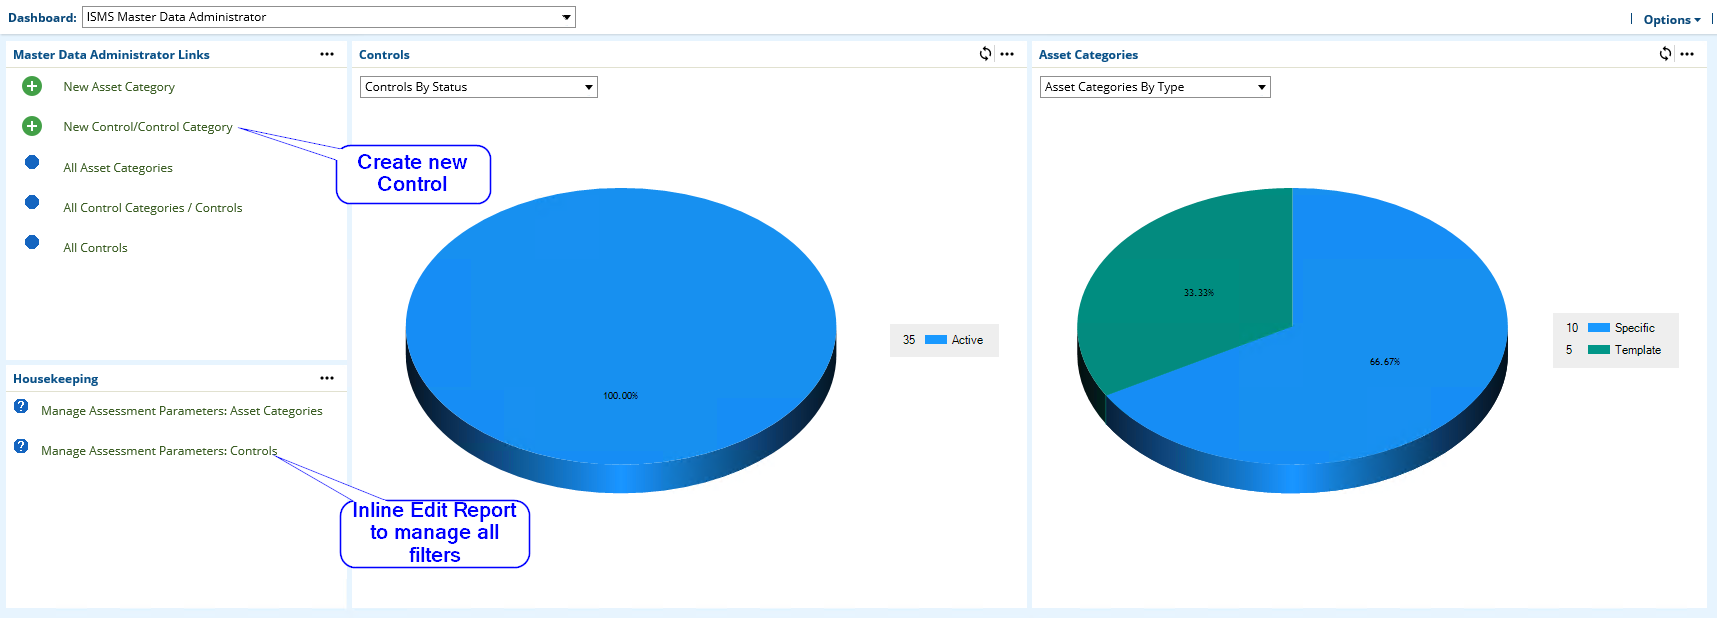 Dashboard: ISMS Master Data Administrator
Options
Master Data Administrator Links
New Asset Category
New Control/Control Category
All Asset Categories
All Control Categories / Controls
All Controls
Create new
Control
Housekeeping
Manage Assessment Parameters: Asset Categories
Manage Assessment Parameters: Controls
Inline Edit Report
to manage all
filters
Controls
Controls By Status
100.00%
35 Active
Asset Categories
Asset Categories By Type
33.33%
66.67%
10 Specific
5 Template